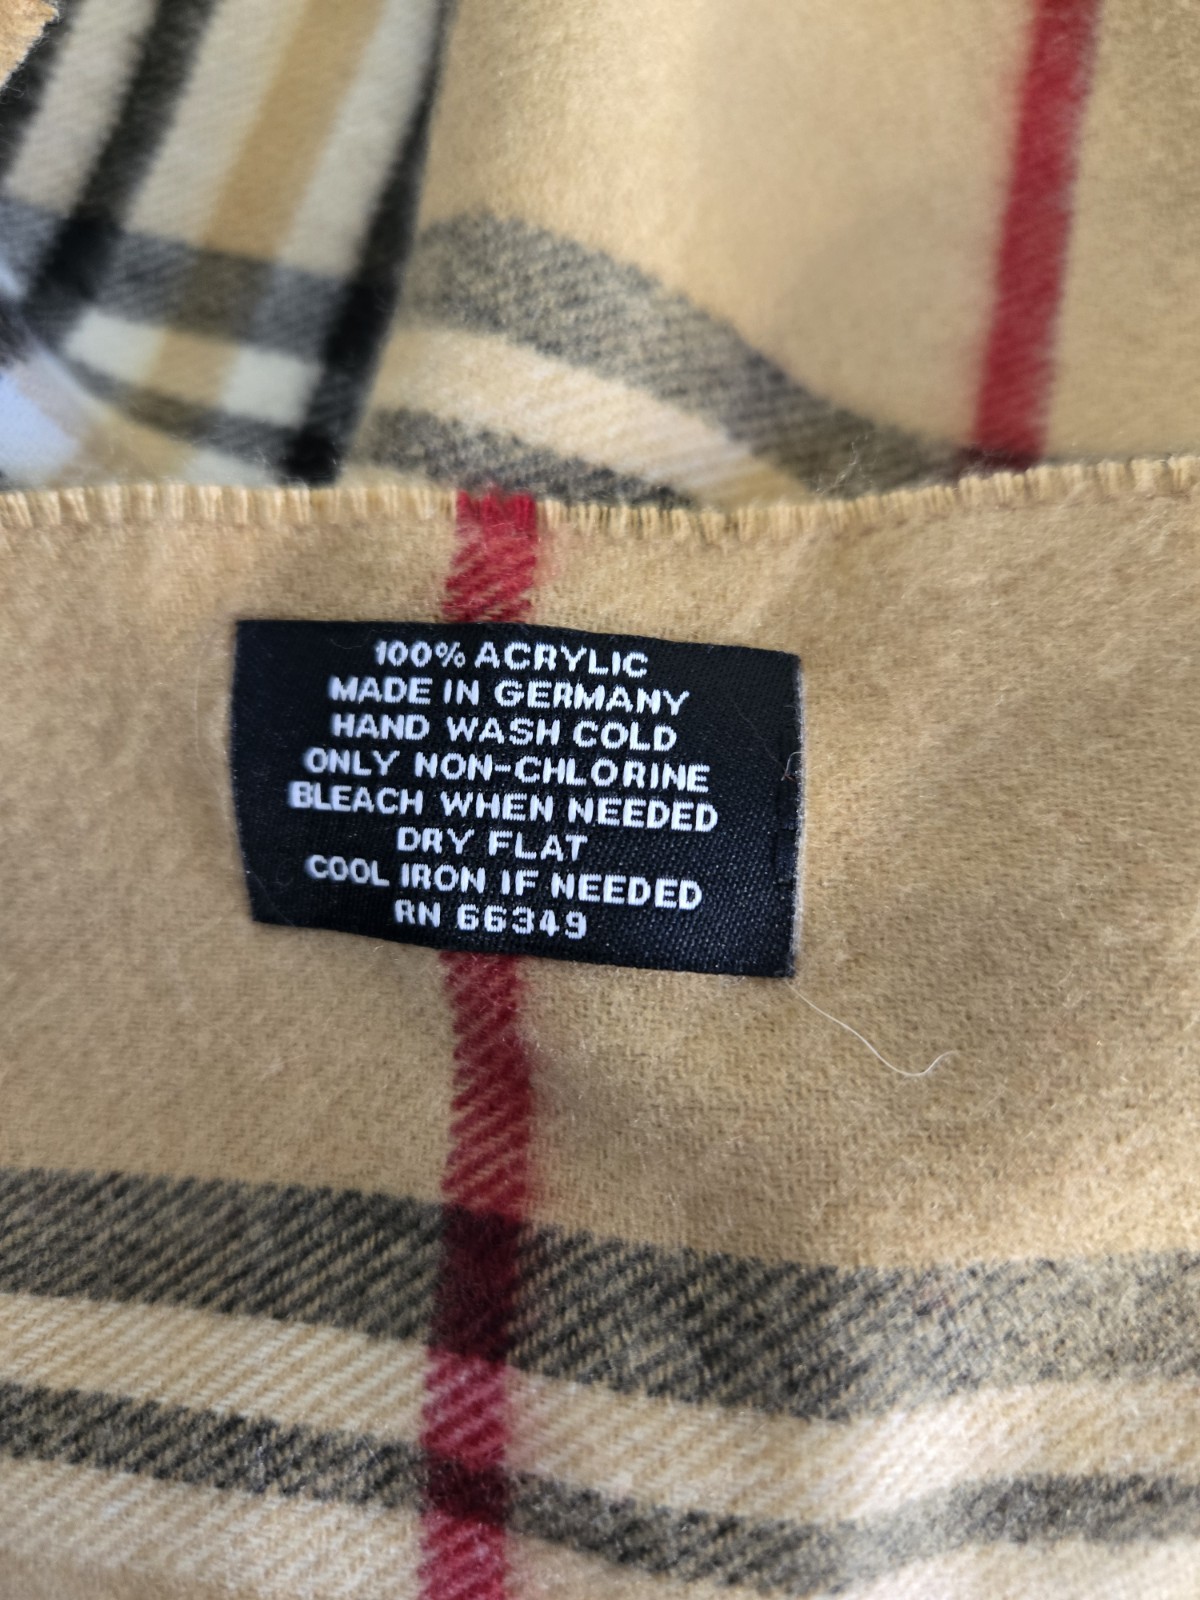 100% ACRYLIC
MADE IN GERMANY
HAND WASH COLD
ONLY NON-CHLORINE
BLEACH WHEN NEEDED
DRY FLAT
COOL IRON IF NEEDED
RN 66349